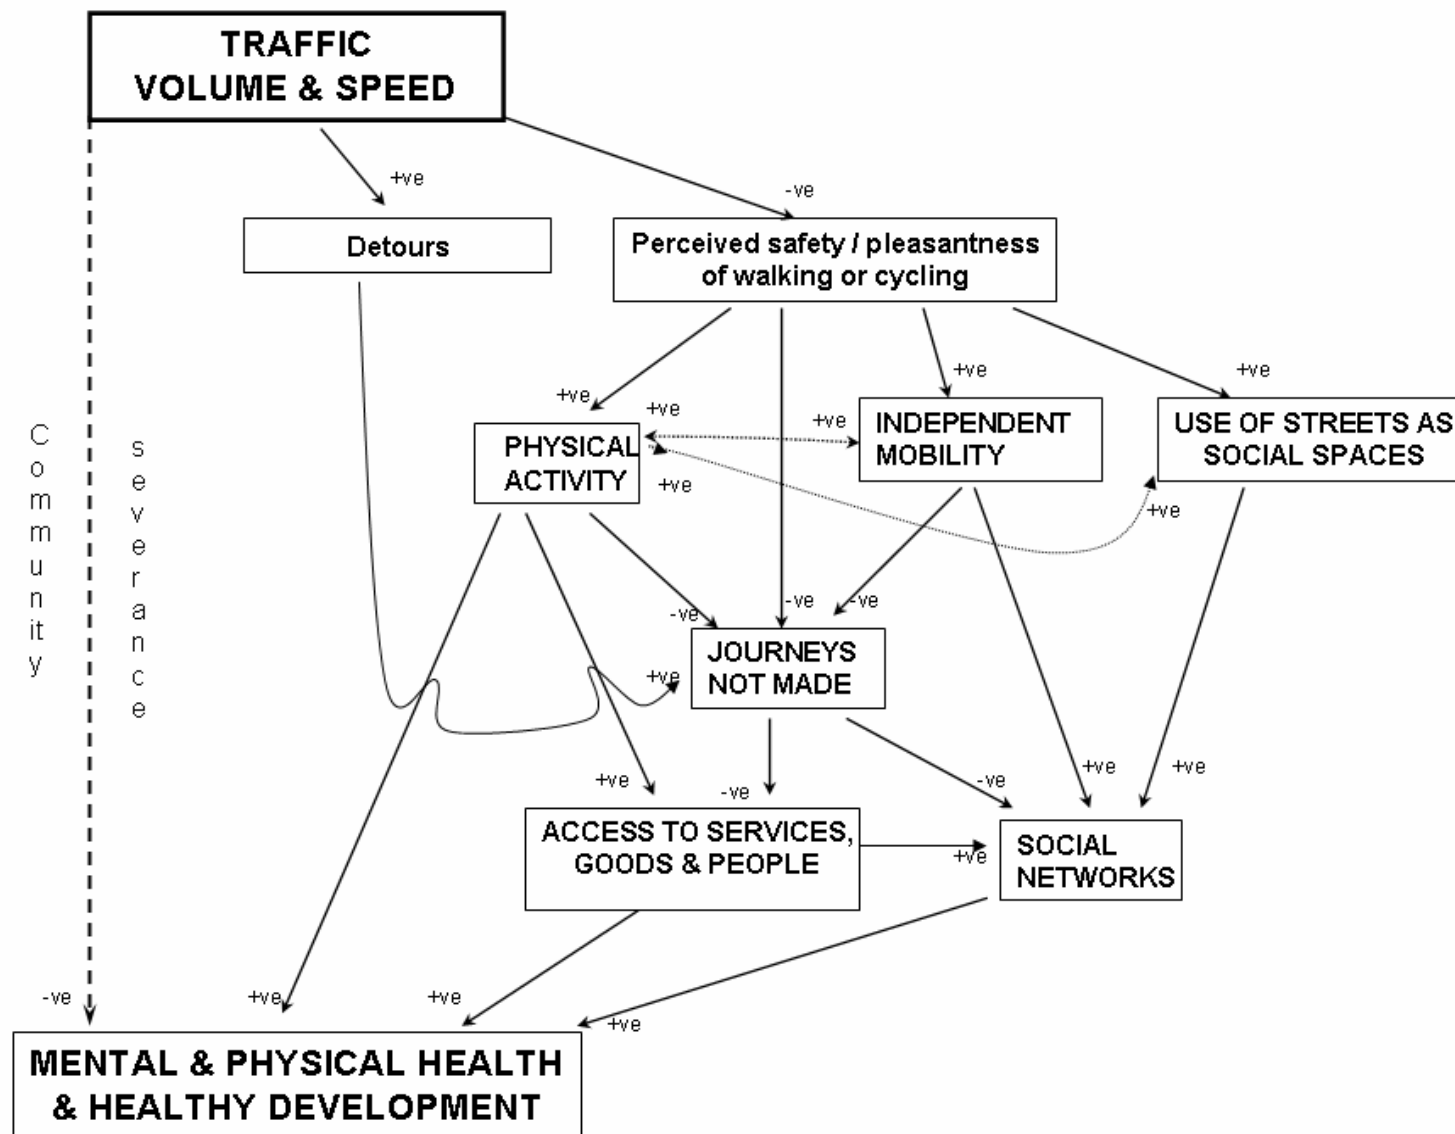 TRAFFIC
VOLUME & SPEED
+ve
-ve
Detours
Perceived safety / pleasantness
of walking or cycling
+ve
+ve
+ve
+ve
+ve
+ve
+ve
PHYSICAL
ACTIVITY
INDEPENDENT
MOBILITY
USE OF STREETS AS
SOCIAL SPACES
+ve
Community
severance
-ve
-ve
-ve
+ve
JOURNEYS
NOT MADE
+ve
-ve
-ve
+ve
+ve
ACCESS TO SERVICES,
GOODS & PEOPLE
+ve
SOCIAL
NETWORKS
-ve
+ve
+ve
+ve
MENTAL & PHYSICAL HEALTH
& HEALTHY DEVELOPMENT